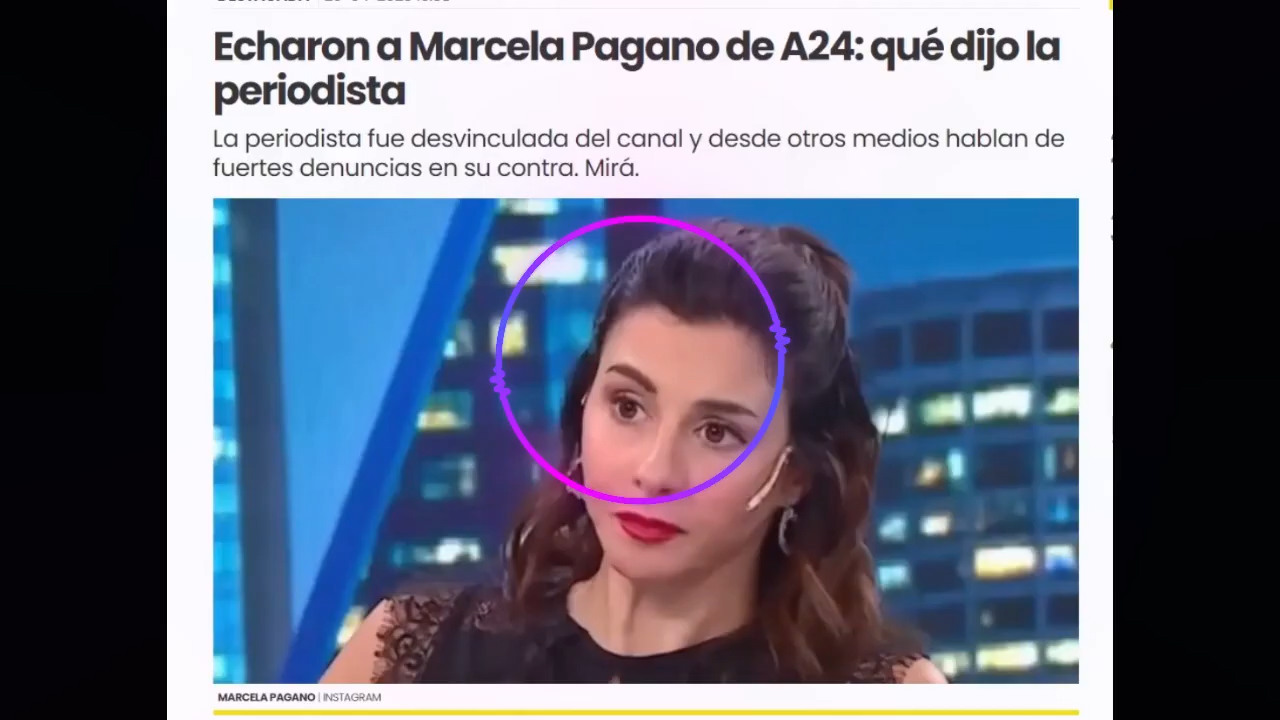 Echaron a Marcela Pagano de A24: qué dijo la
periodista
La periodista fue desvinculada del canal y desde otros medios hablan de
fuertes denuncias en su contra. Mirá.
MARCELA PAGANO | INSTAGRAM